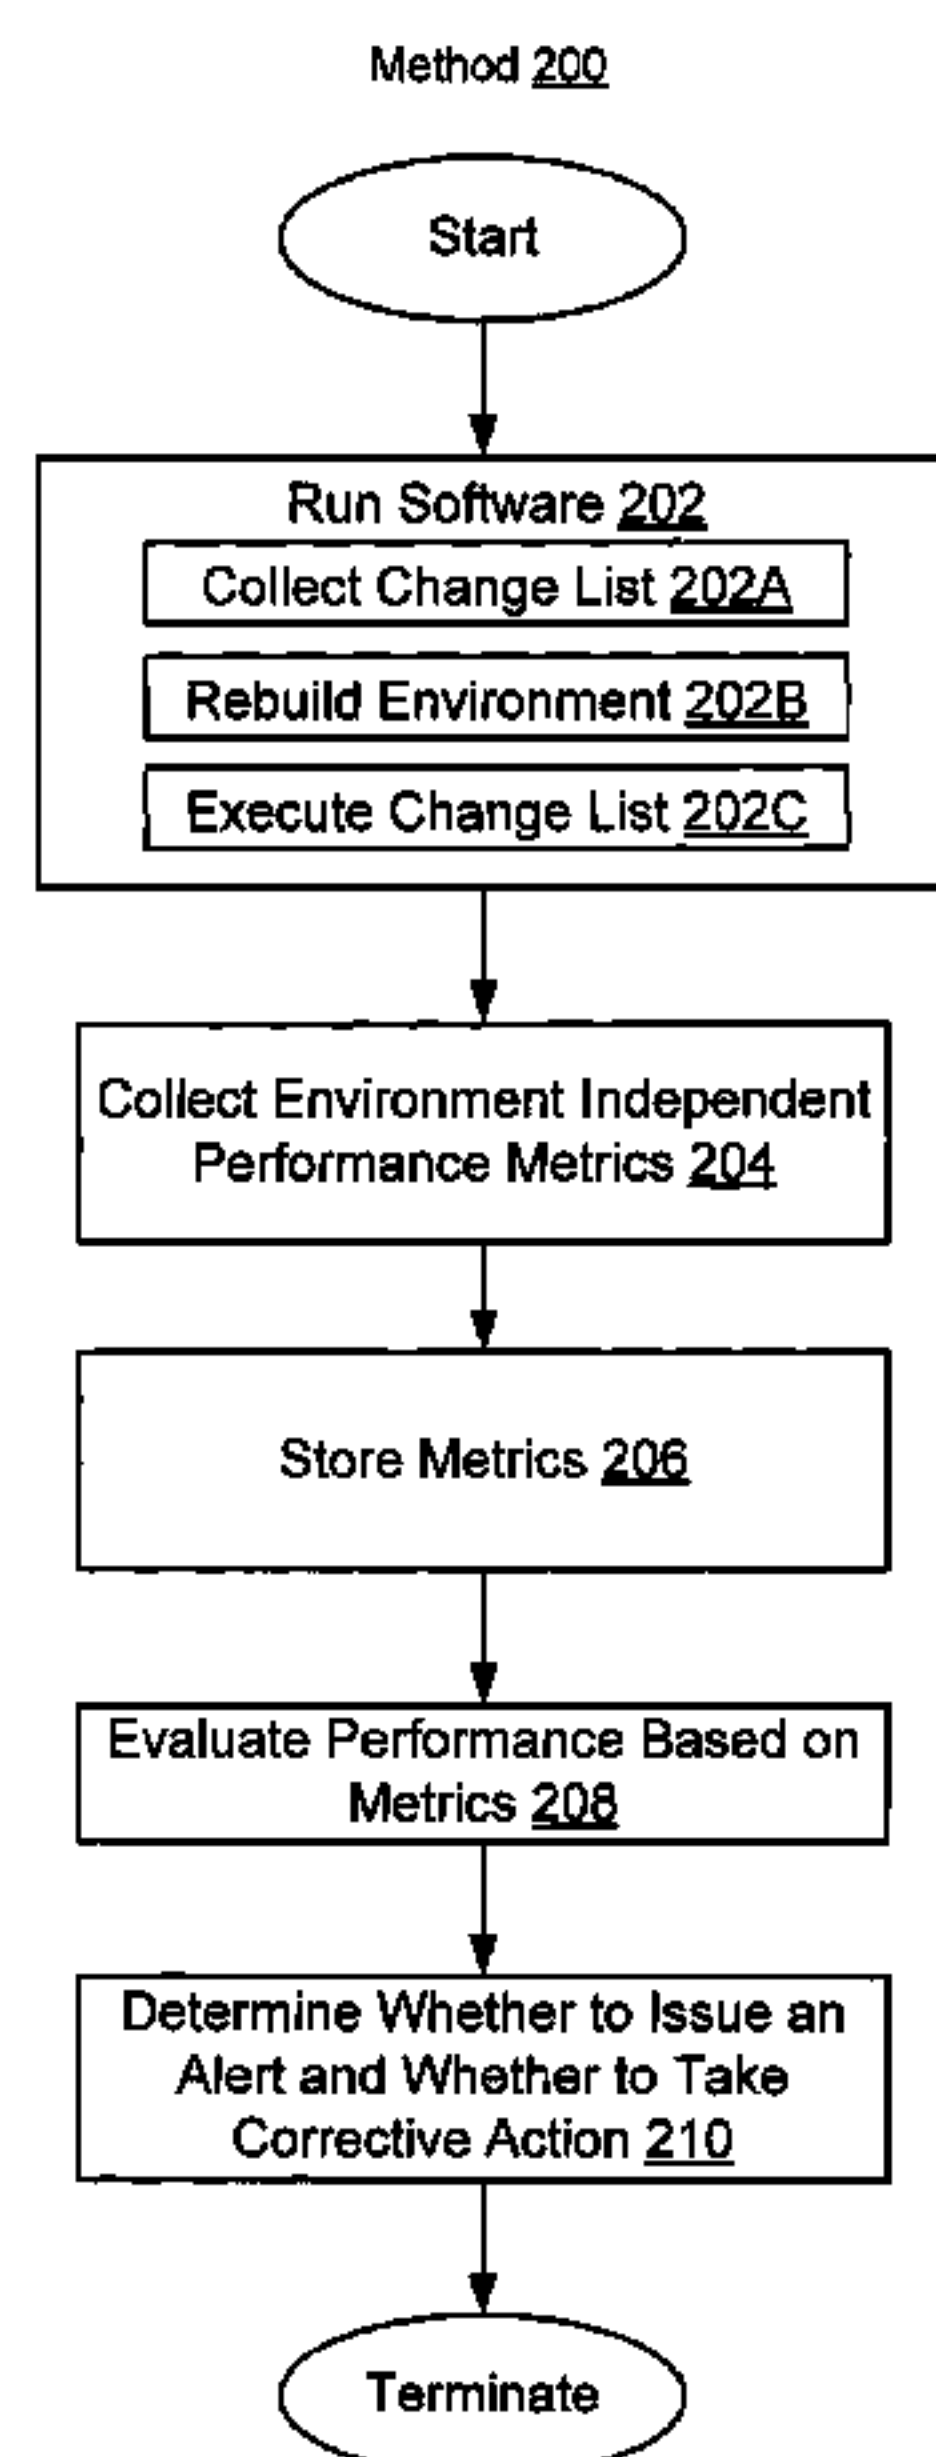 Method 200
Start
Run Software 202
Collect Change List 202A
Rebuild Environment 202B
Execute Change List 202C
Collect Environment Independent
Performance Metrics 204
Store Metrics 206
Evaluate Performance Based on
Metrics 208
Determine Whether to Issue an
Alert and Whether to Take
Corrective Action 210
Terminate